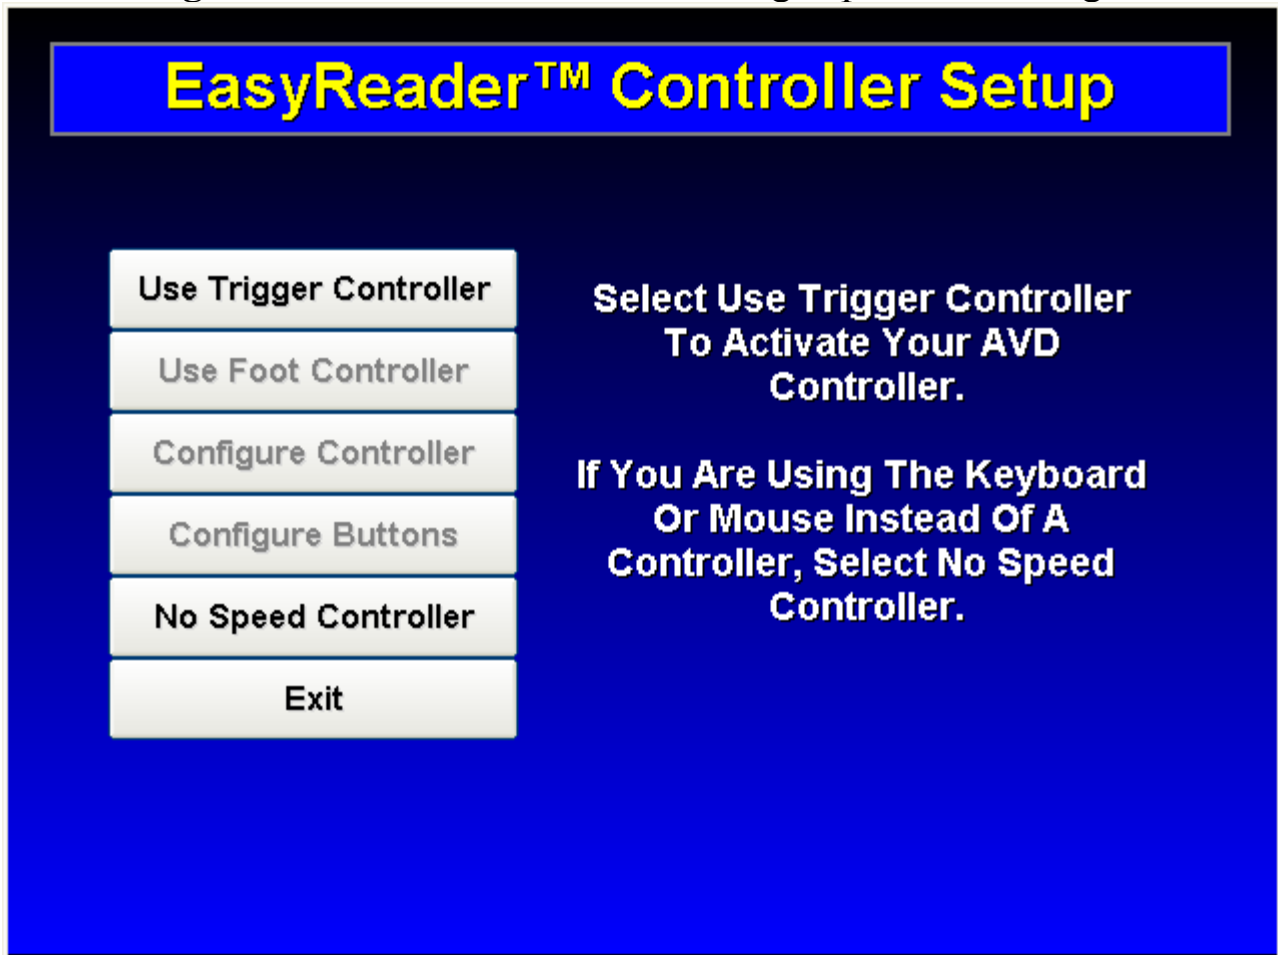 EasyReader™ Controller Setup
Use Trigger Controller
Use Foot Controller
Configure Controller
Configure Buttons
No Speed Controller
Exit
Select Use Trigger Controller
To Activate Your AVD
Controller.
If You Are Using The Keyboard
Or Mouse Instead Of A
Controller, Select No Speed
Controller.